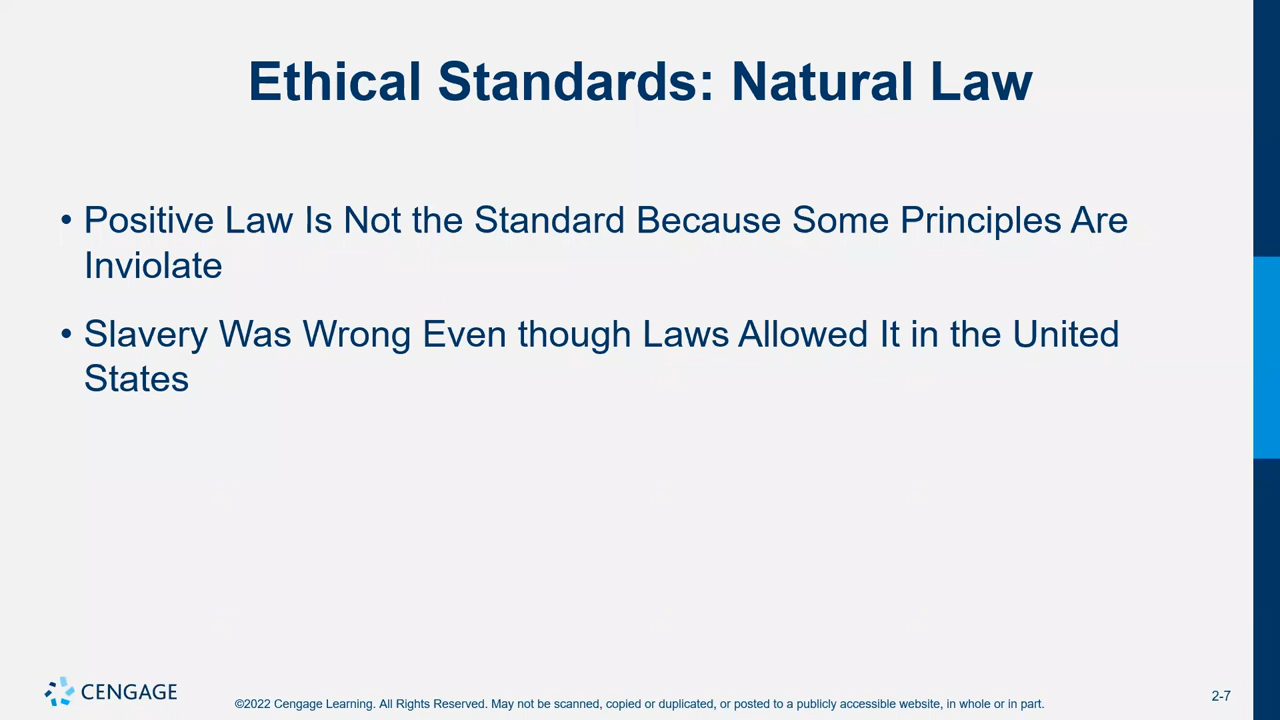 Ethical Standards: Natural Law
• Positive Law Is Not the Standard Because Some Principles Are
Inviolate
• Slavery Was Wrong Even though Laws Allowed It in the United
States
CENGAGE
©2022 Cengage Learning. All Rights Reserved. May not be scanned, copied or duplicated, or posted to a publicly accessible website, in whole or in part.
2-7